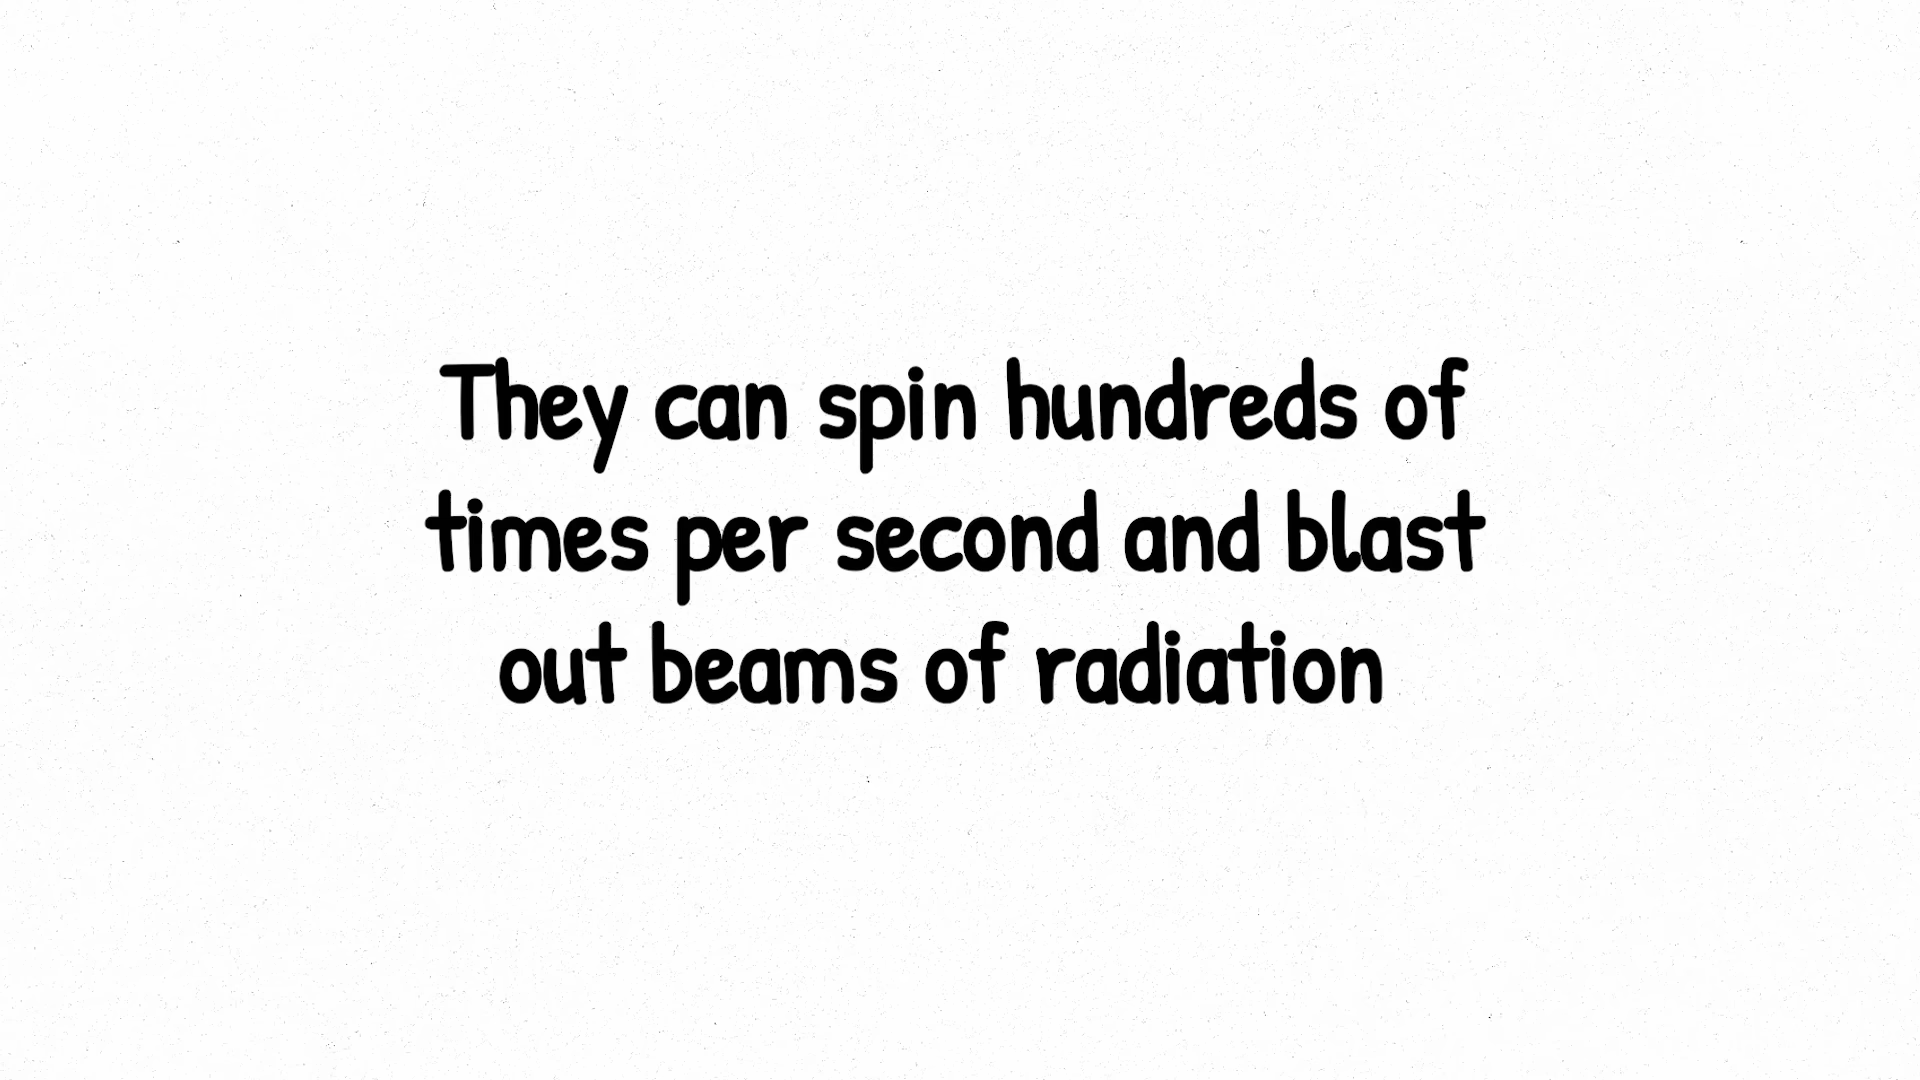 They can spin hundreds of
times per second and blast
out beams of radiation